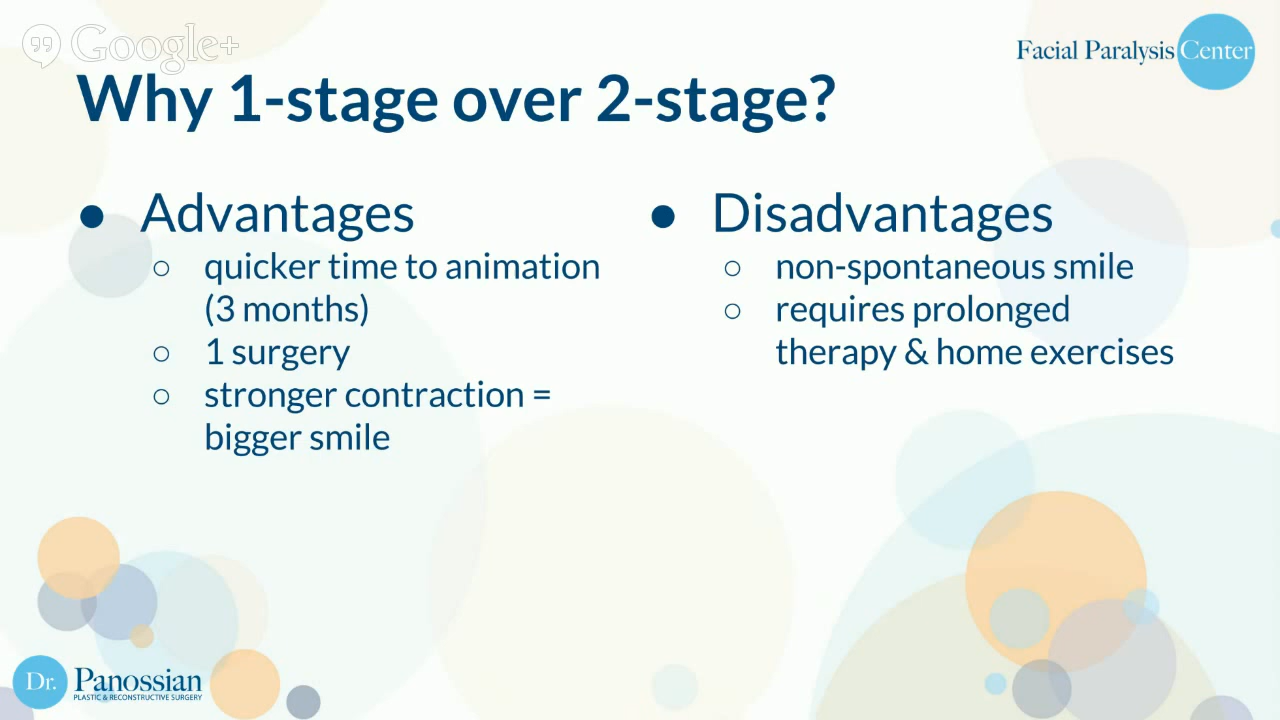 Google+
Facial Paralysis Center
Why 1-stage over 2-stage?
● Advantages
○ quicker time to animation
(3 months)
○ 1 surgery
○ stronger contraction =
bigger smile
● Disadvantages
○ non-spontaneous smile
○ requires prolonged
therapy & home exercises
Dr. Panossian
PLASTIC & RECONSTRUCTIVE SURGERY